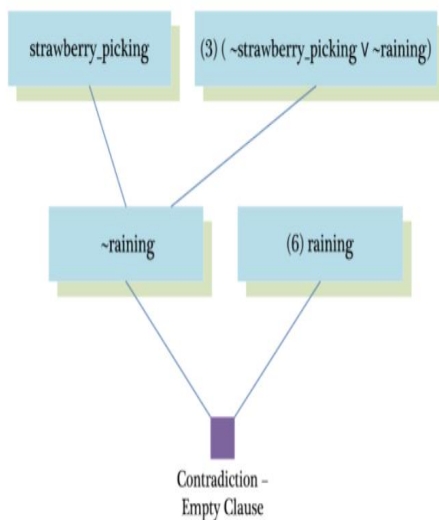 strawberry_picking
(3) ( ~strawberry_picking ∨ ~raining)
~raining
(6) raining
Contradiction –
Empty Clause